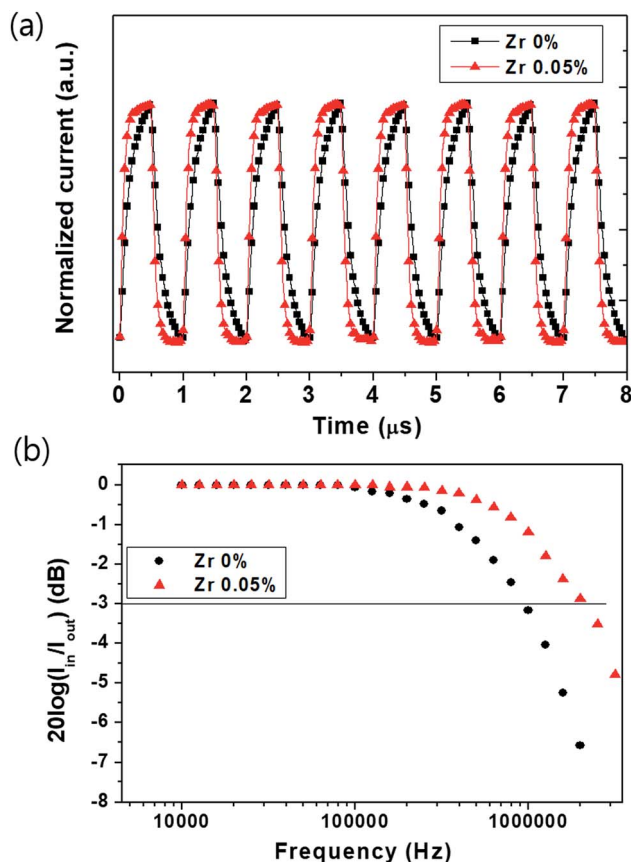 (a)
Zr 0%
Zr 0.05%
Normalized current (a.u.)
0 1 2 3 4 5 6 7 8
Time (μs)
(b)
0
-1
-2
-3
-4
-5
-6
-7
-8
Zr 0%
Zr 0.05%
20log(I_in/I_out) (dB)
10000 100000 1000000
Frequency (Hz)